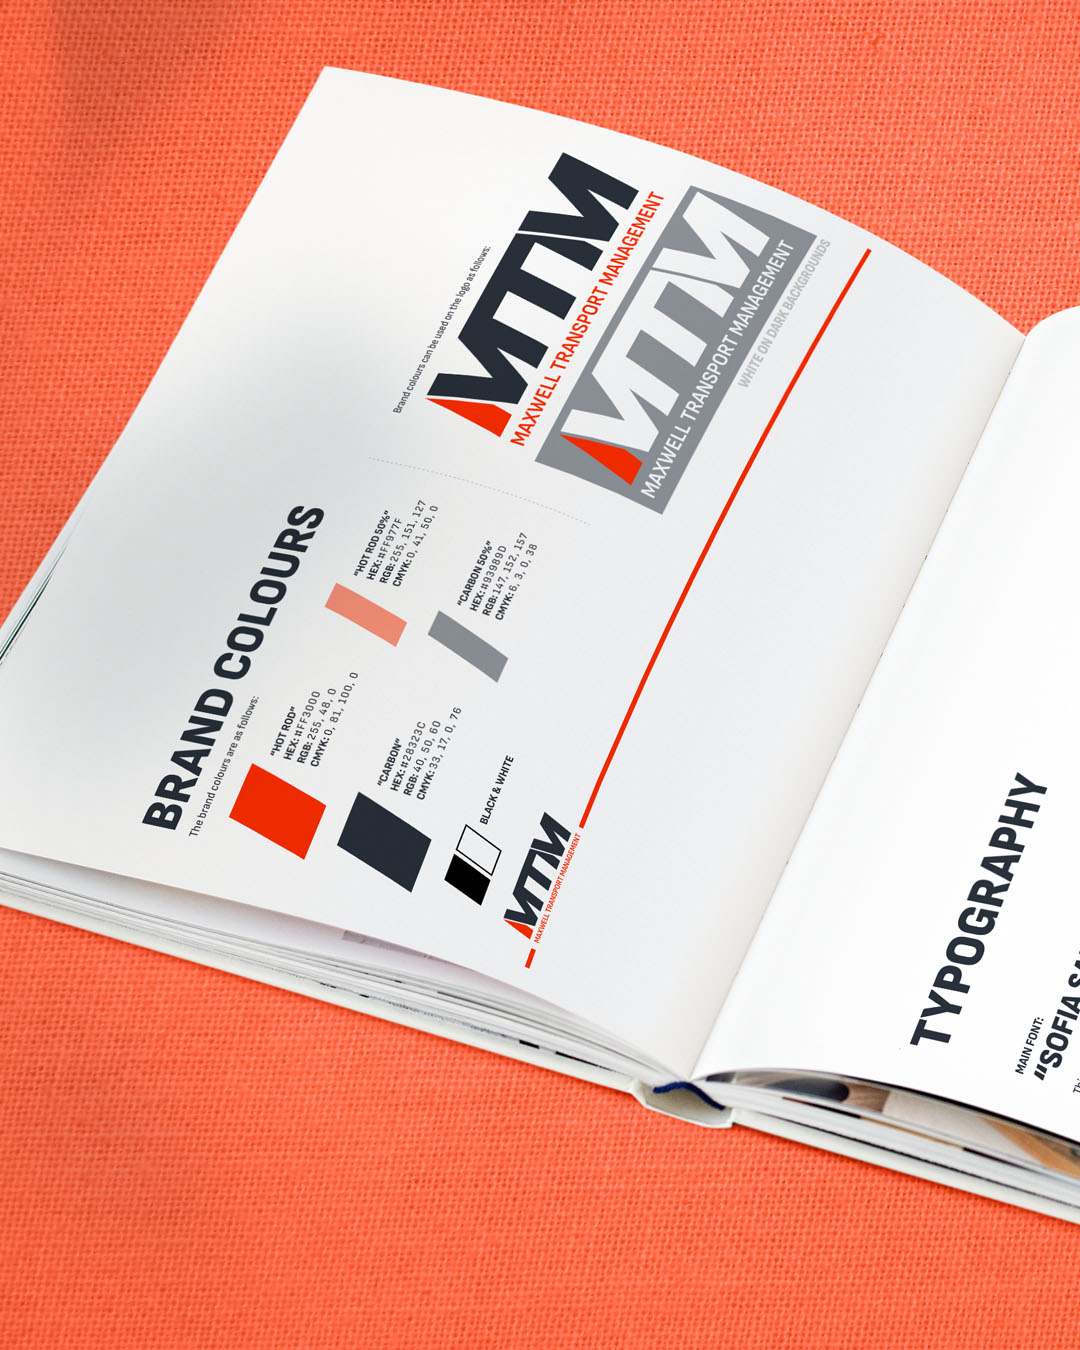 BRAND COLOURS
The brand colours are as follows:
"HOT ROD"
HEX: #FF3000
RGB: 255, 48, 0
CMYK: 0, 81, 100, 0
"HOT ROD 50%"
HEX: #FF977F
RGB: 255, 151, 127
CMYK: 0, 41, 50, 0
"CARBON"
HEX: #28323C
RGB: 40, 50, 60
CMYK: 33, 17, 0, 76
"CARBON 50%"
HEX: #93989D
RGB: 147, 152, 157
CMYK: 6, 3, 0, 38
BLACK & WHITE
Brand colours can be used on the logo as follows:
MTM
MAXWELL TRANSPORT MANAGEMENT
MTM
MAXWELL TRANSPORT MANAGEMENT
WHITE ON DARK BACKGROUNDS
MTM
MAXWELL TRANSPORT MANAGEMENT
TYPOGRAPHY
MAIN FONT:
"SOFIA